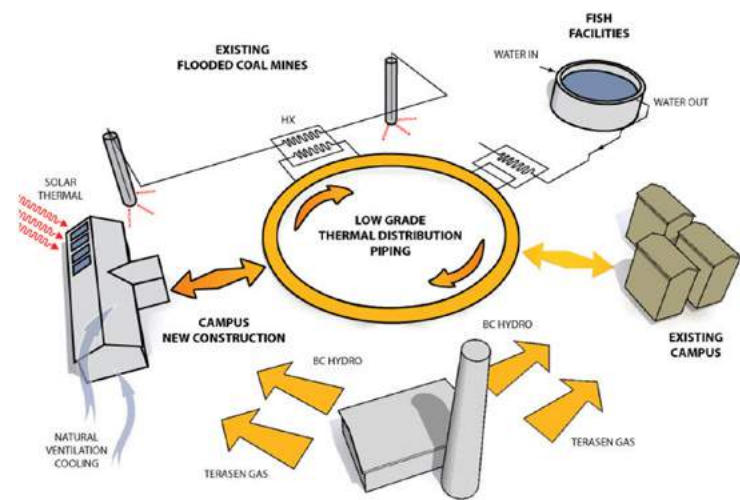 EXISTING
FLOODED COAL MINES
FISH
FACILITIES
WATER IN
WATER OUT
HX
SOLAR
THERMAL
LOW GRADE
THERMAL DISTRIBUTION
PIPING
CAMPUS
NEW CONSTRUCTION
EXISTING
CAMPUS
BC HYDRO
BC HYDRO
NATURAL
VENTILATION
COOLING
TERASEN GAS
TERASEN GAS